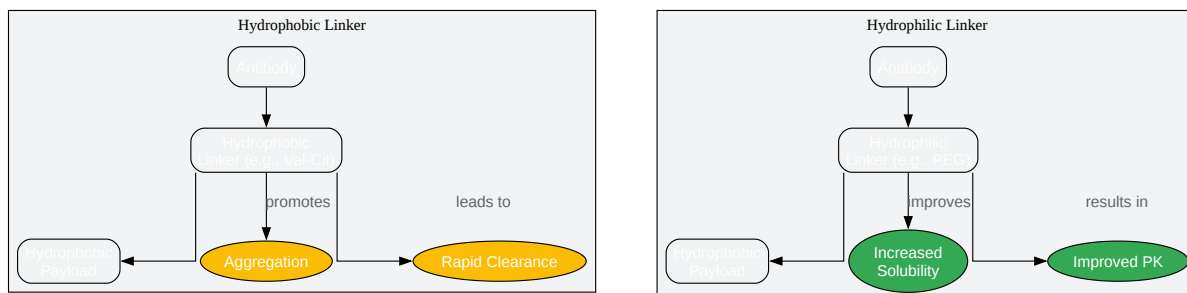 Hydrophobic Linker
Antibody
Hydrophobic
Linker (e.g., Val-Cit)
promotes
leads to
Hydrophobic
Payload
Aggregation
Rapid Clearance
Hydrophilic Linker
Antibody
Hydrophilic
Linker (e.g., PEG)
improves
results in
Hydrophobic
Payload
Increased
Solubility
Improved PK